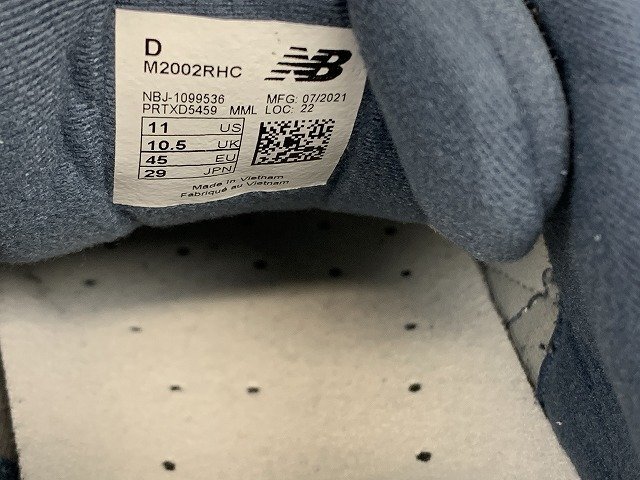 D
M2002RHC
NB
NBJ-1099536 MFG: 07/2021
PRTXD5459 MML LOC: 22
11 US
10.5 UK
45 EU
29 JPN
Made in Vietnam
Fabriqué au Vietnam